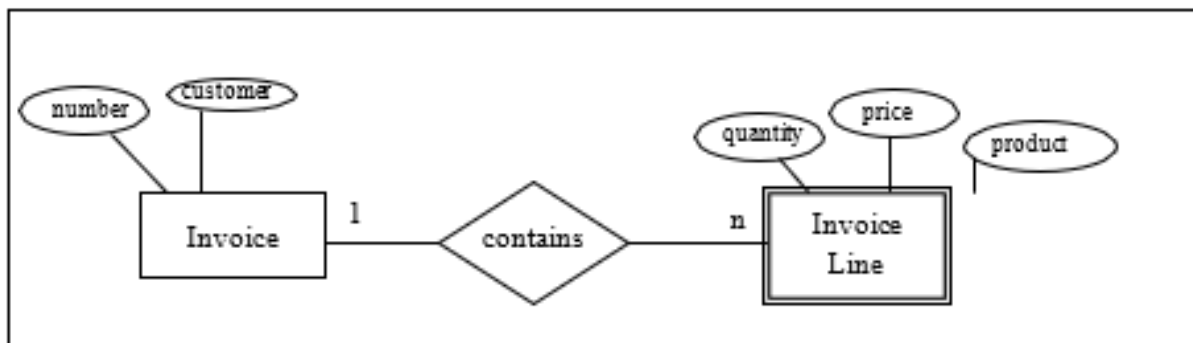 number
customer
quantity
price
product
Invoice
1
contains
n
Invoice
Line